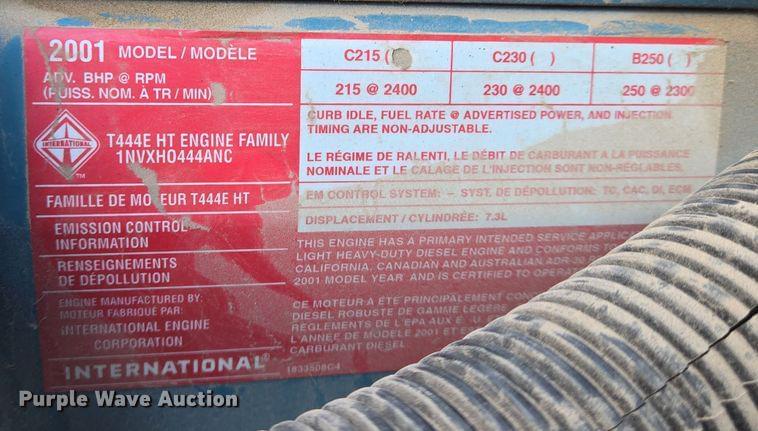 2001 MODEL / MODÈLE
ADV. BHP @ RPM
(PUISS. NOM. À TR / MIN)
C215 ( C230 ( ) B250 ( )
215 @ 2400 230 @ 2400 250 @ 2300
INTERNATIONAL
™
T444E HT ENGINE FAMILY
1NVXH0444ANC
CURB IDLE, FUEL RATE @ ADVERTISED POWER, AND INJECTION
TIMING ARE NON-ADJUSTABLE.
LE RÉGIME DE RALENTI, LE DÉBIT DE CARBURANT A LA PUISSANCE
NOMINALE ET LE CALAGE DE L'INJECTION SONT NON-REGLABLES.
FAMILLE DE MOTEUR T444E HT
EM CONTROL SYSTEM: - SYST. DE DÉPOLLUTION: TC, CAC, DI, ECM
DISPLACEMENT / CYLINDRÉE: 7.3L
EMISSION CONTROL
INFORMATION
RENSEIGNEMENTS
DE DÉPOLLUTION
THIS ENGINE HAS A PRIMARY INTENDED SERVICE
LIGHT HEAVY-DUTY DIESEL ENGINE AND CONFORMS TO
CALIFORNIA, CANADIAN AND AUSTRALIAN ADR-30
2001 MODEL YEAR AND IS CERTIFIED TO
ENGINE MANUFACTURED BY:
MOTEUR FABRIQUÉ PAR:
INTERNATIONAL ENGINE
CORPORATION
CE MOTEUR A ÉTÉ PRINCIPALEMENT
DIESEL ROBUSTE DE GAMME LÉGÈRE
RÉGLEMENTS DE L'EPA AUX
L'ANNÉE DE MODÈLE 2001 ET
CARBURANT DIESEL.
INTERNATIONAL®
1833508C4
Purple Wave Auction